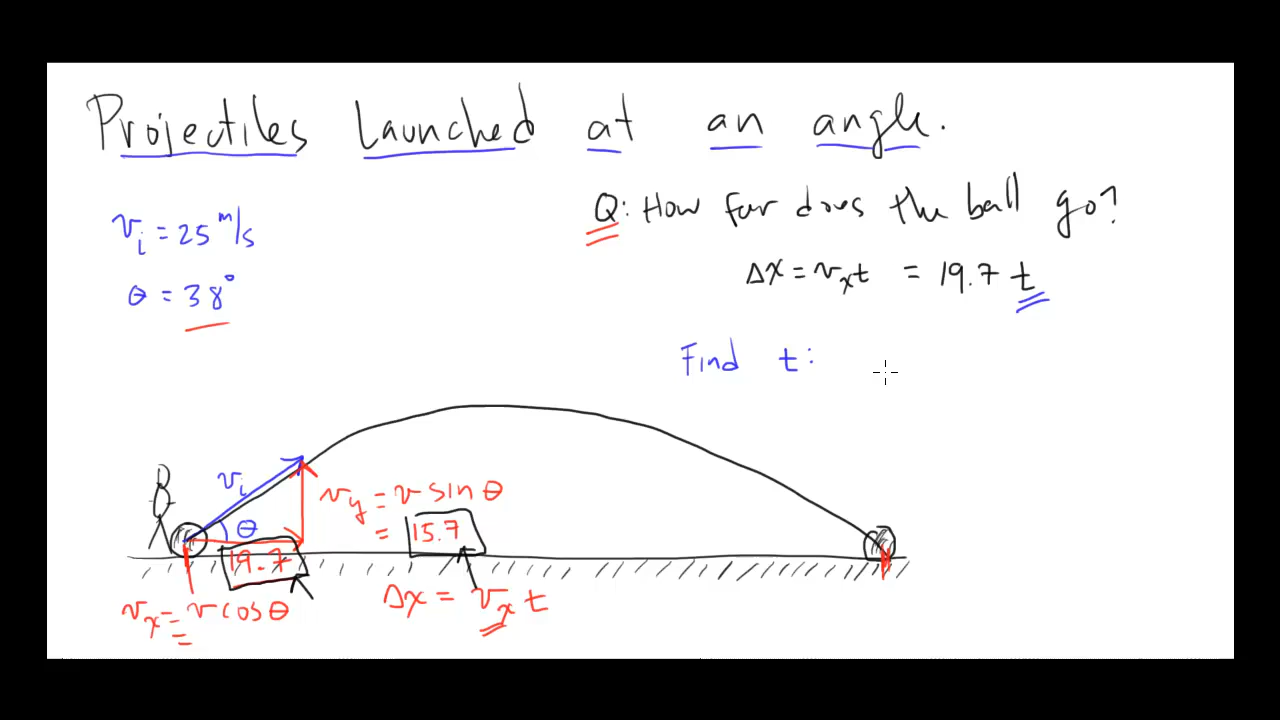 Projectiles Launched at an angle.
Q: How far does the ball go?
vᵢ = 25 m/s
θ = 38°
Δx = vₓt = 19.7 t
Find t:
vᵢ
θ
v_y = v sin θ
= 15.7
19.7
vₓ = v cos θ
Δx = vₓ t